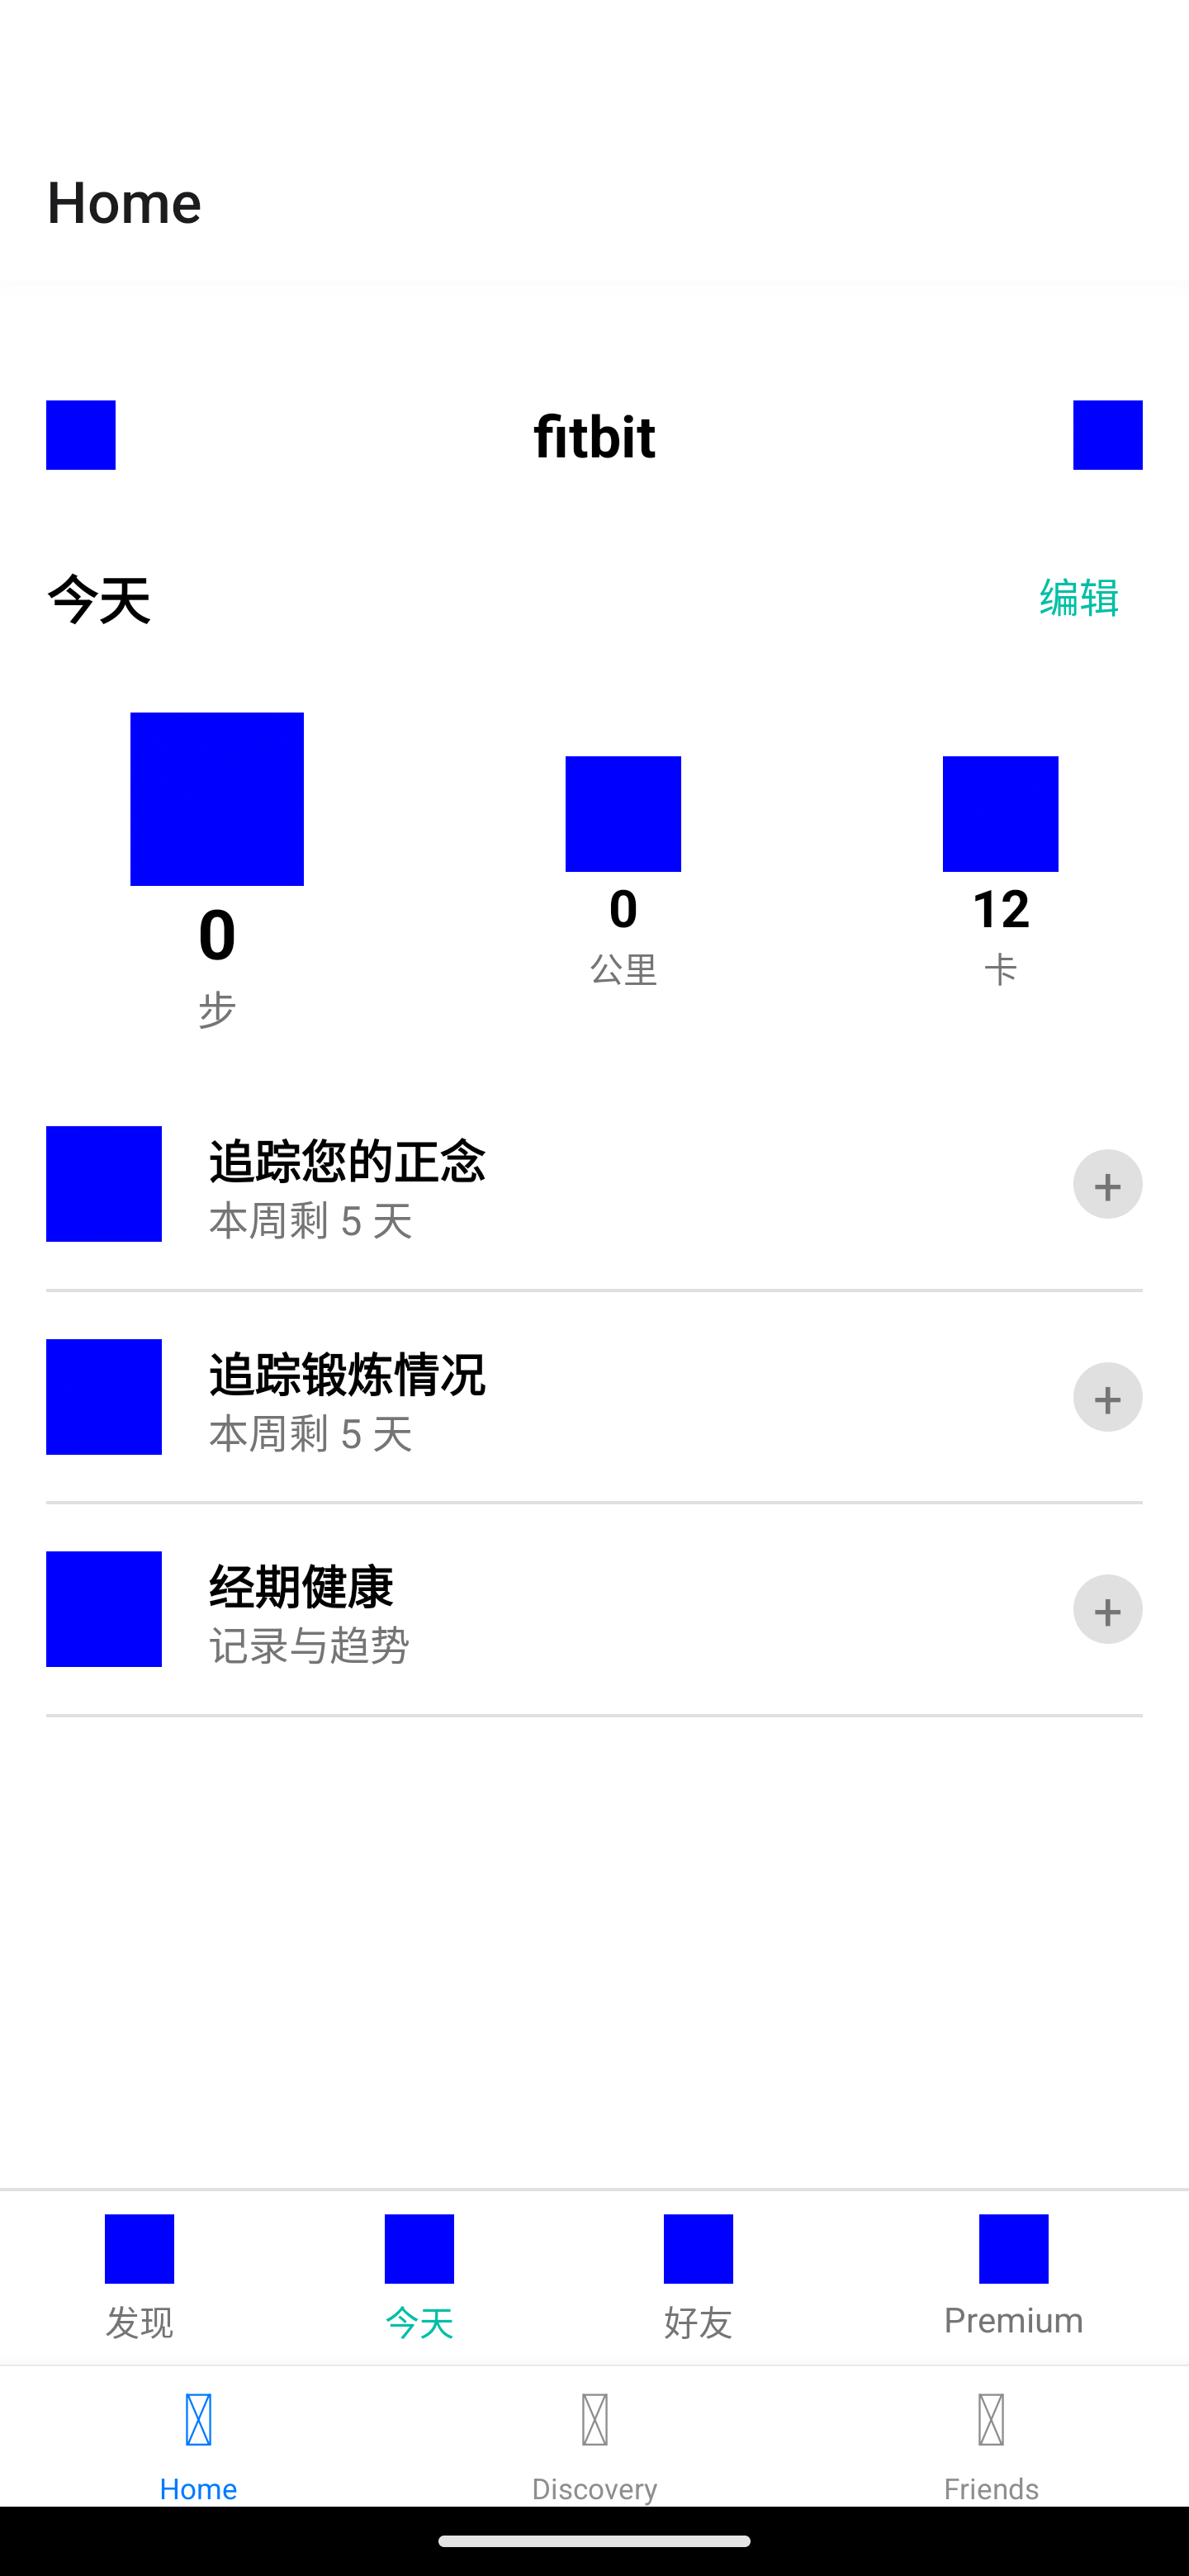 Home
fitbit
今天
编辑
0
步
0
公里
12
卡
追踪您的正念
本周剩 5 天
+
追踪锻炼情况
本周剩 5 天
+
经期健康
记录与趋势
+
发现
今天
好友
Premium
Home
Discovery
Friends